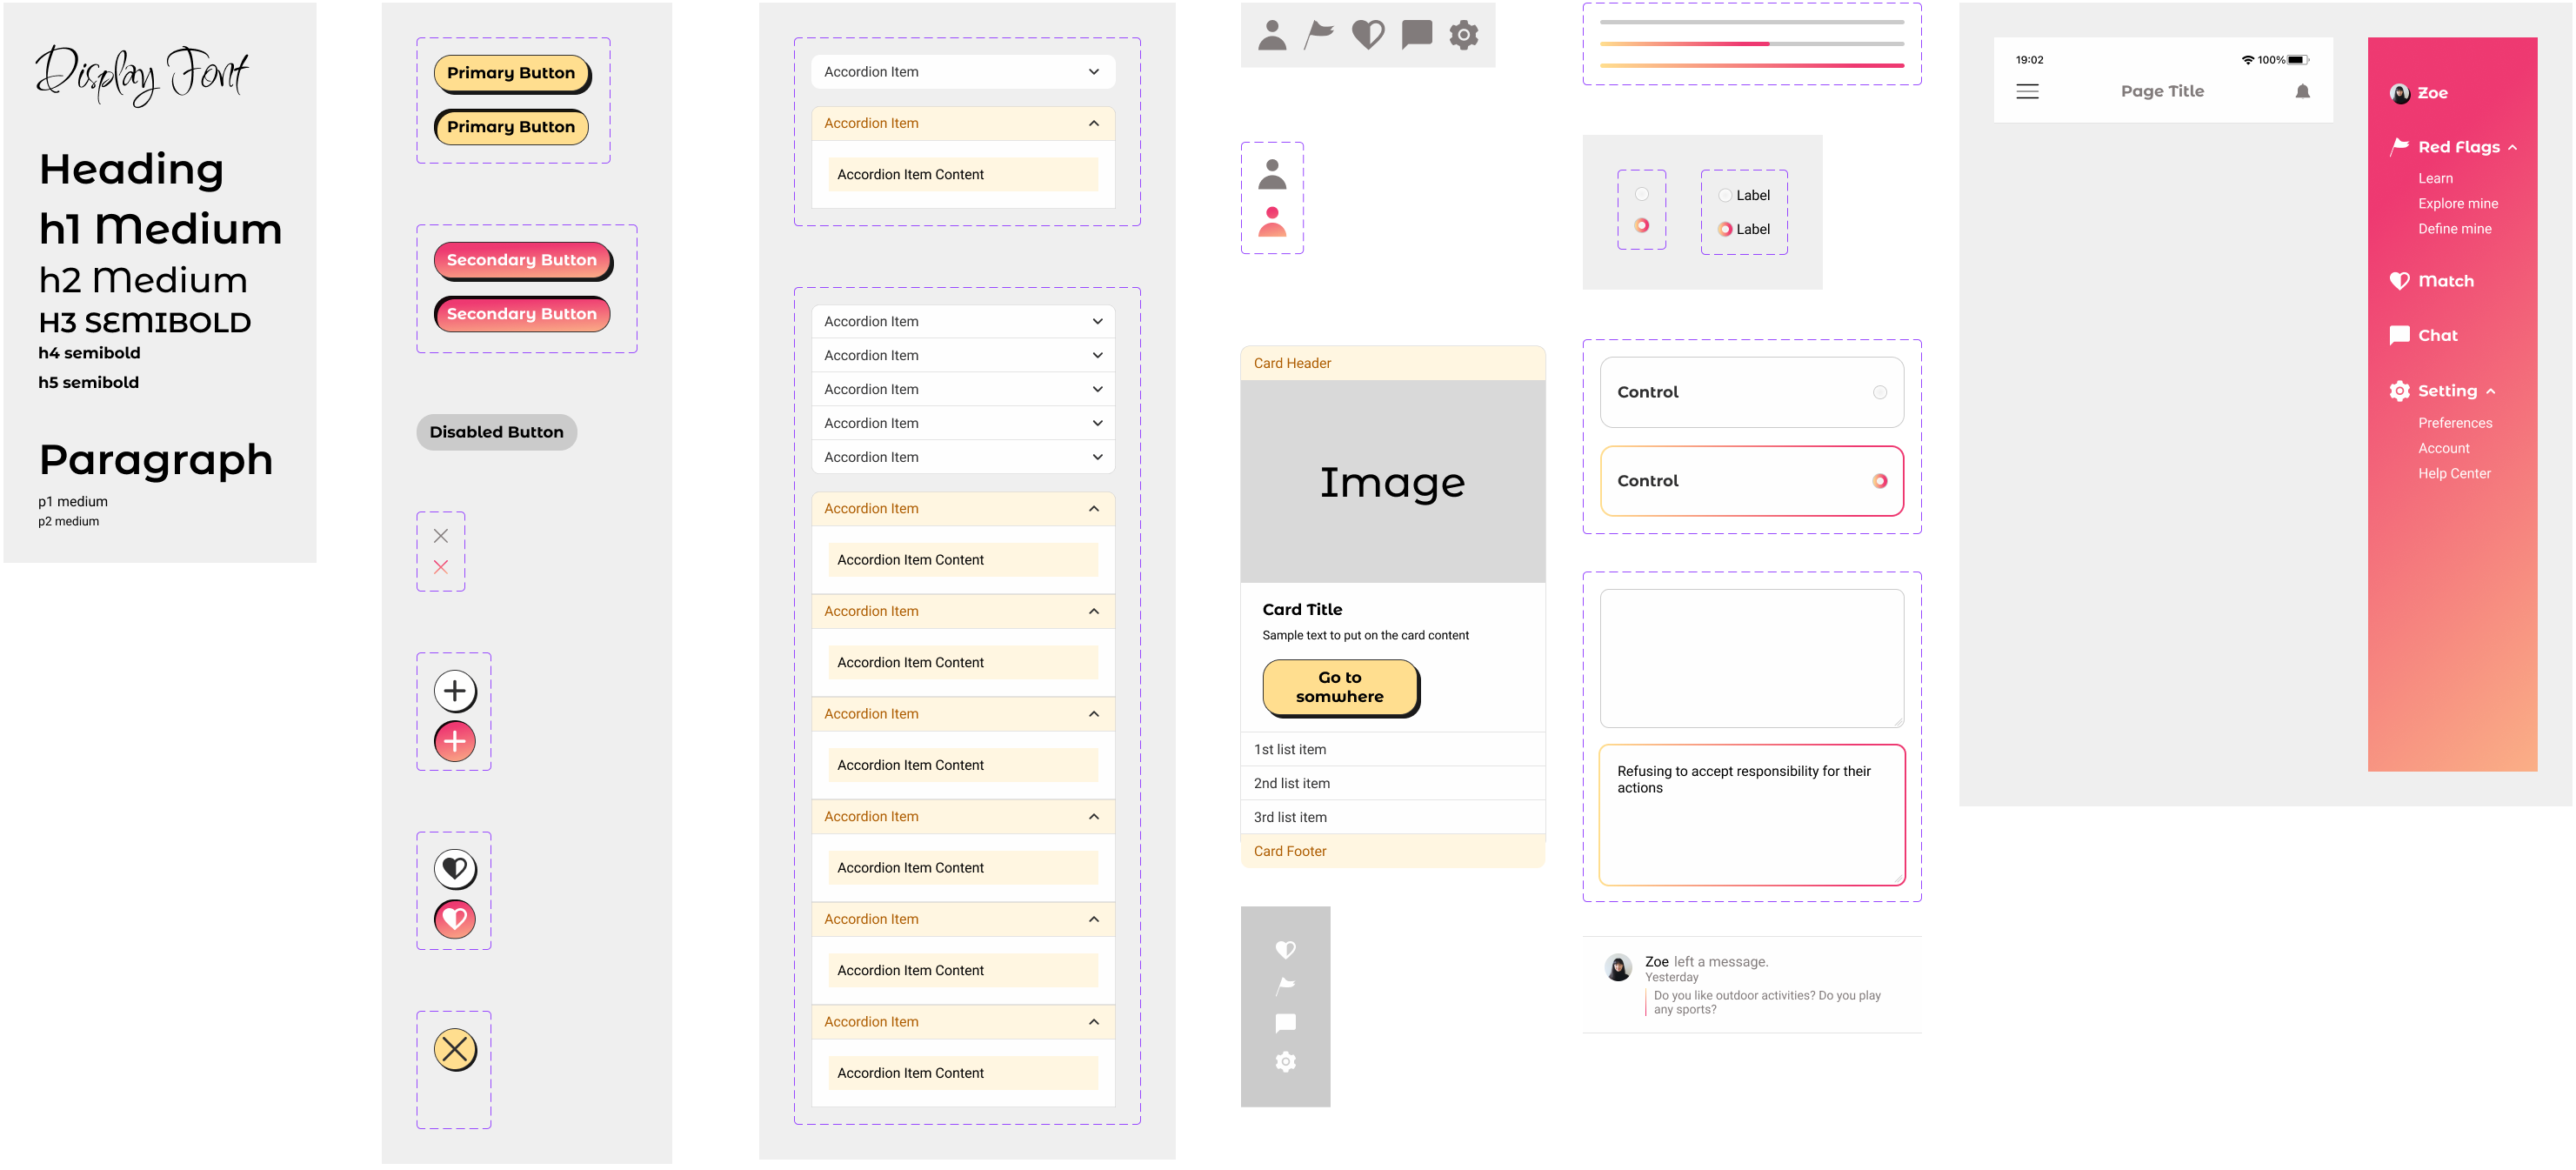 Display Font
Heading
h1 Medium
h2 Medium
H3 SEMIBOLD
h4 semibold
h5 semibold
Paragraph
p1 medium
p2 medium
Primary Button
Primary Button
Secondary Button
Secondary Button
Disabled Button
Accordion Item
Accordion Item
Accordion Item Content
Accordion Item
Accordion Item
Accordion Item
Accordion Item
Accordion Item
Accordion Item
Accordion Item Content
Accordion Item
Accordion Item Content
Accordion Item
Accordion Item Content
Accordion Item
Accordion Item Content
Accordion Item
Accordion Item Content
Accordion Item
Accordion Item Content
Card Header
Image
Card Title
Sample text to put on the card content
Go to
somwhere
1st list item
2nd list item
3rd list item
Card Footer
Label
Label
Control
Control
Refusing to accept responsibility for their
actions
Zoe left a message.
Yesterday
Do you like outdoor activities? Do you play
any sports?
19:02
100%
Page Title
Zoe
Red Flags
Learn
Explore mine
Define mine
Match
Chat
Setting
Preferences
Account
Help Center